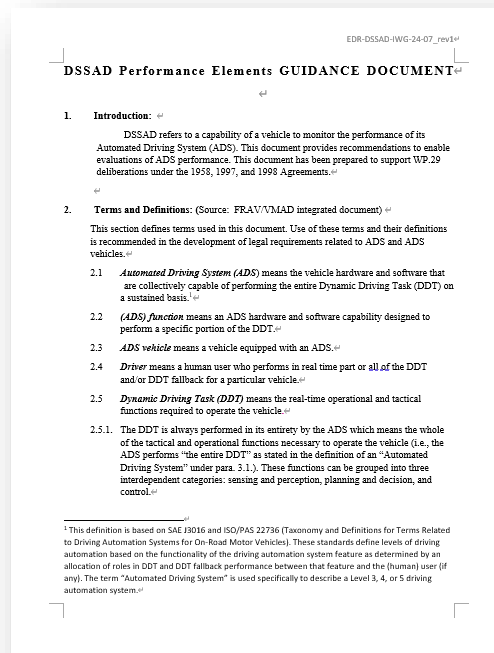 EDR-DSSAD-IWG-24-07_rev1
DSSAD Performance Elements GUIDANCE DOCUMENT
1. Introduction:
DSSAD refers to a capability of a vehicle to monitor the performance of its
Automated Driving System (ADS). This document provides recommendations to enable
evaluations of ADS performance. This document has been prepared to support WP.29
deliberations under the 1958, 1997, and 1998 Agreements.
2. Terms and Definitions: (Source: FRAV/VMAD integrated document)
This section defines terms used in this document. Use of these terms and their definitions
is recommended in the development of legal requirements related to ADS and ADS
vehicles.
2.1 Automated Driving System (ADS) means the vehicle hardware and software that
are collectively capable of performing the entire Dynamic Driving Task (DDT) on
a sustained basis.1
2.2 (ADS) function means an ADS hardware and software capability designed to
perform a specific portion of the DDT.
2.3 ADS vehicle means a vehicle equipped with an ADS.
2.4 Driver means a human user who performs in real time part or all of the DDT
and/or DDT fallback for a particular vehicle.
2.5 Dynamic Driving Task (DDT) means the real-time operational and tactical
functions required to operate the vehicle.
2.5.1. The DDT is always performed in its entirety by the ADS which means the whole
of the tactical and operational functions necessary to operate the vehicle (i.e., the
ADS performs “the entire DDT” as stated in the definition of an “Automated
Driving System” under para. 3.1.). These functions can be grouped into three
interdependent categories: sensing and perception, planning and decision, and
control.
1 This definition is based on SAE J3016 and ISO/PAS 22736 (Taxonomy and Definitions for Terms Related
to Driving Automation Systems for On-Road Motor Vehicles). These standards define levels of driving
automation based on the functionality of the driving automation system feature as determined by an
allocation of roles in DDT and DDT fallback performance between that feature and the (human) user (if
any). The term “Automated Driving System” is used specifically to describe a Level 3, 4, or 5 driving
automation system.